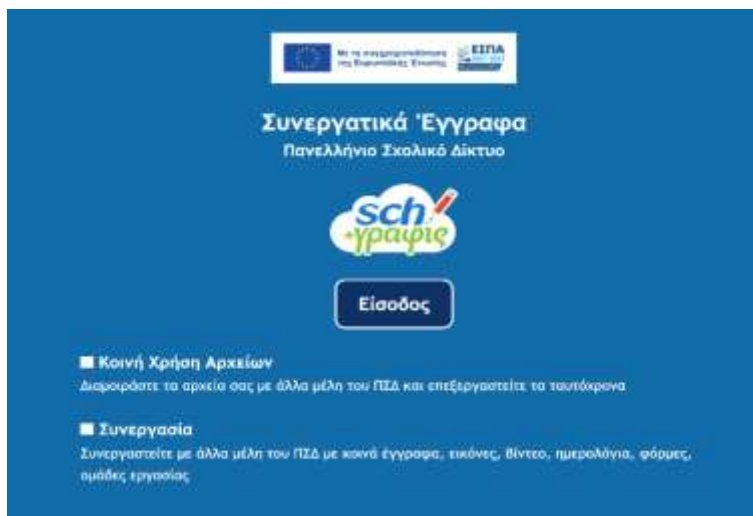 Με τη συγχρηματοδότηση
της Ευρωπαϊκής Ένωσης
ΕΣΠΑ
Συνεργατικά Έγγραφα
Πανελλήνιο Σχολικό Δίκτυο
sch
γραφίς
Είσοδος
Κοινή Χρήση Αρχείων
Διαμοιράστε τα αρχεία σας με άλλα μέλη του ΠΣΔ και επεξεργαστείτε τα ταυτόχρονα
Συνεργασία
Συνεργαστείτε με άλλα μέλη του ΠΣΔ με κοινά έγγραφα, εικόνες, βίντεο, ημερολόγια, φόρμες,
ομάδες εργασίας